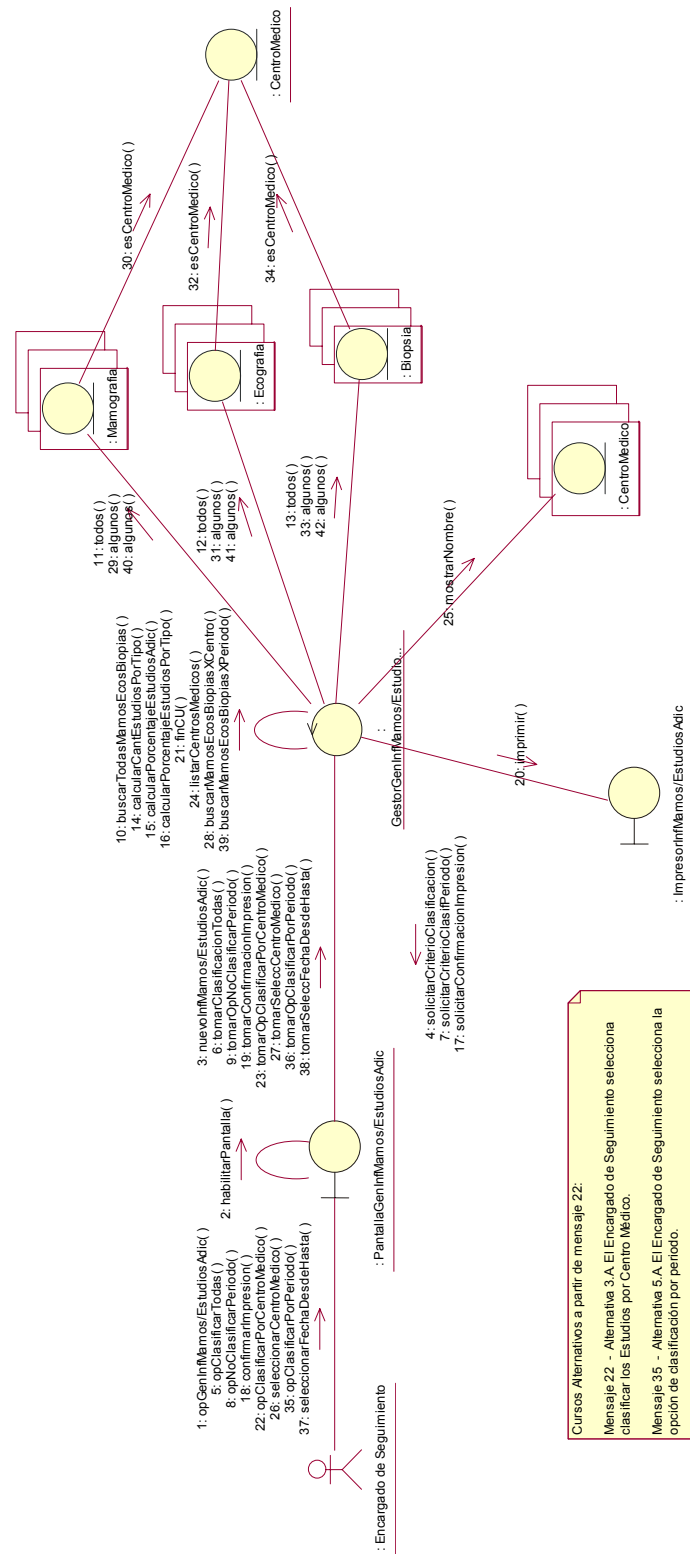 : Encargado de Seguimiento
1: opGenInfMamos/EstudiosAdic( )
5: opClasificarTodas( )
8: opNoClasificarPeriodo( )
18: confirmarImpresion( )
22: opClasificarPorCentroMedico( )
26: seleccionarCentroMedico( )
35: opClasificarPorPeriodo( )
37: seleccionarFechaDesdeHasta( )
: PantallaGenInfMamos/EstudiosAdic
2: habilitarPantalla( )
3: nuevoInfMamos/EstudiosAdic( )
6: tomarClasificacionTodas( )
9: tomarOpNoClasificarPeriodo( )
19: tomarConfirmacionImpresion( )
23: tomarOpClasificarPorCentroMedico( )
27: tomarSeleccCentroMedico( )
36: tomarOpClasificarPorPeriodo( )
38: tomarSeleccFechaDesdeHasta( )
4: solicitarCriterioClasificacion( )
7: solicitarCriterioClasifPeriodo( )
17: solicitarConfirmacionImpresion( )
:
GestorGenInfMamos/Estudio...
10: buscarTodasMamosEcosBiopias( )
14: calcularCantEstudiosPorTipo( )
15: calcularPorcentajeEstudiosAdic( )
16: calcularPorcentajeEstudiosPorTipo( )
21: finCU( )
24: listarCentrosMedicos( )
28: buscarMamosEcosBiopiasXCentro( )
39: buscarMamosEcosBiopiasXPeriodo( )
11: todos( )
29: algunos( )
40: algunos( )
12: todos( )
31: algunos( )
41: algunos( )
13: todos( )
33: algunos( )
42: algunos( )
25: mostrarNombre( )
20: imprimir( )
: ImpresorInfMamos/EstudiosAdic
: Mamografia
: Ecografia
: Biopsia
: CentroMedico
30: esCentroMedico( )
32: esCentroMedico( )
34: esCentroMedico( )
: CentroMedico
Cursos Alternativos a partir de mensaje 22:
Mensaje 22 - Alternativa 3.A. El Encargado de Seguimiento selecciona
clasificar los Estudios por Centro Médico.
Mensaje 35 - Alternativa 5.A. El Encargado de Seguimiento selecciona la
opción de clasificación por periodo.